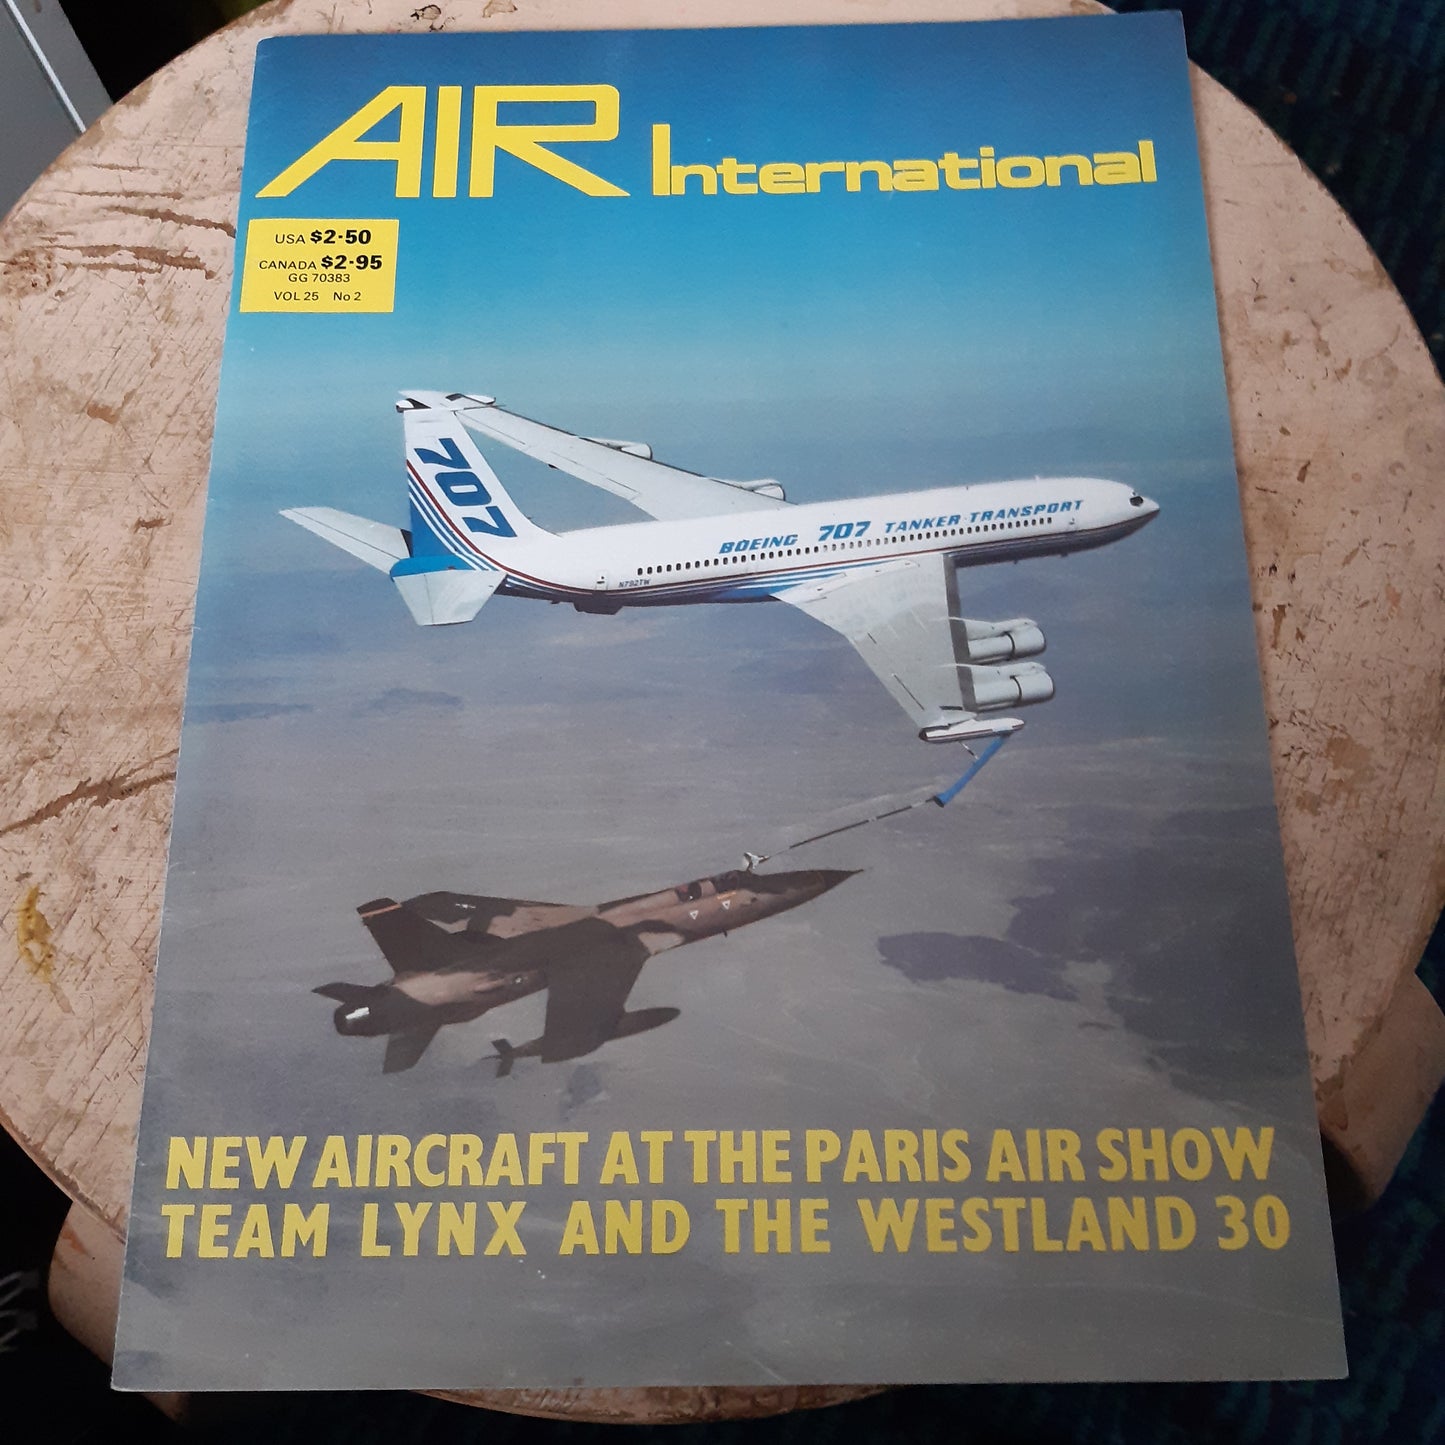 AIR International
USA $2·50
CANADA $2·95
GG 70383
VOL 25 No 2
707
BOEING 707 TANKER TRANSPORT
N792TW
NEW AIRCRAFT AT THE PARIS AIR SHOW
TEAM LYNX AND THE WESTLAND 30